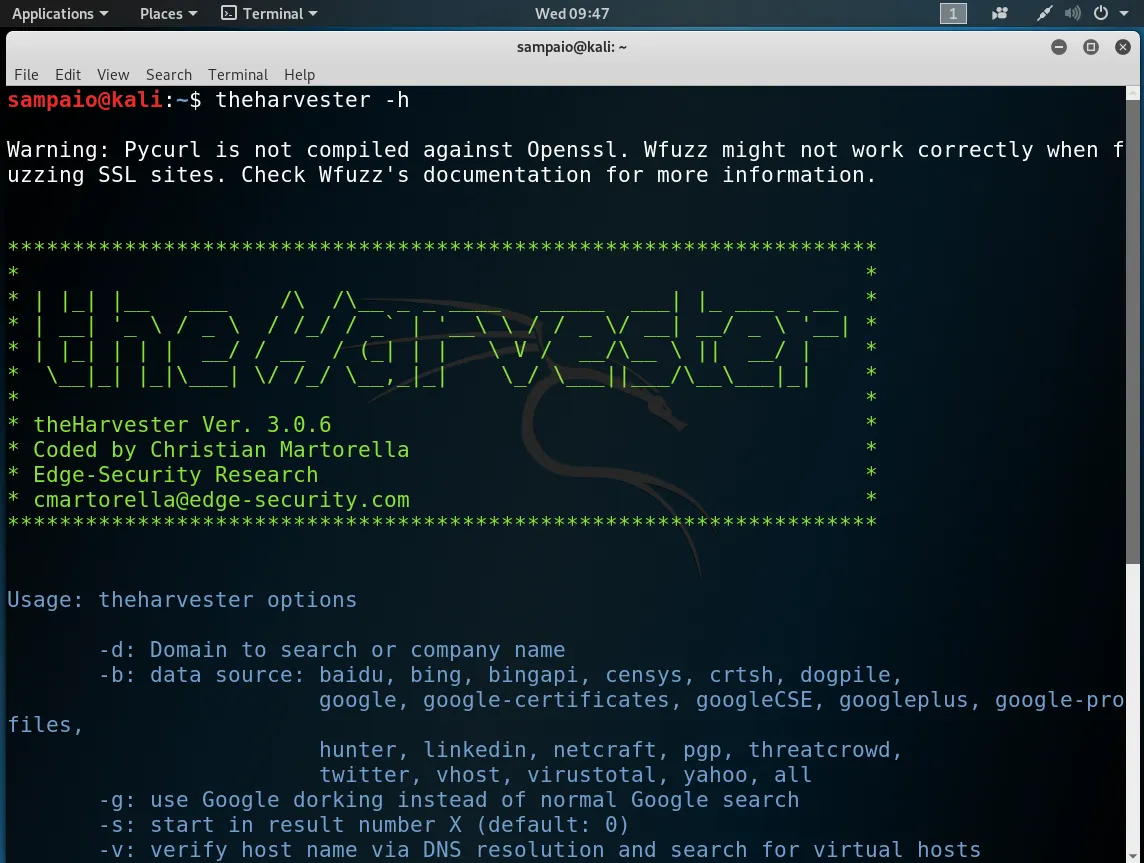 Applications Places Terminal Wed 09:47 1
sampaio@kali: ~
File Edit View Search Terminal Help
sampaio@kali:~$ theharvester -h
Warning: Pycurl is not compiled against Openssl. Wfuzz might not work correctly when f
uzzing SSL sites. Check Wfuzz's documentation for more information.
*******************************************************************
*                                                                 *
* | |_| |__   ___    /\  /\__ _ _ ____   _____  ___| |_ ___ _ __  *
* | __| '_ \ / _ \  / /_/ / _` | '__\ \ / / _ \/ __| __/ _ \ '__| *
* | |_| | | |  __/ / __  / (_| | |   \ V /  __/\__ \ ||  __/ |    *
*  \__|_| |_|\___| \/ /_/ \__,_|_|    \_/ \___||___/\__\___|_|    *
*                                                                 *
* theHarvester Ver. 3.0.6                                         *
* Coded by Christian Martorella                                   *
* Edge-Security Research                                          *
* cmartorella@edge-security.com                                   *
*******************************************************************
Usage: theharvester options
-d: Domain to search or company name
-b: data source: baidu, bing, bingapi, censys, crtsh, dogpile,
google, google-certificates, googleCSE, googleplus, google-pro
files,
hunter, linkedin, netcraft, pgp, threatcrowd,
twitter, vhost, virustotal, yahoo, all
-g: use Google dorking instead of normal Google search
-s: start in result number X (default: 0)
-v: verify host name via DNS resolution and search for virtual hosts